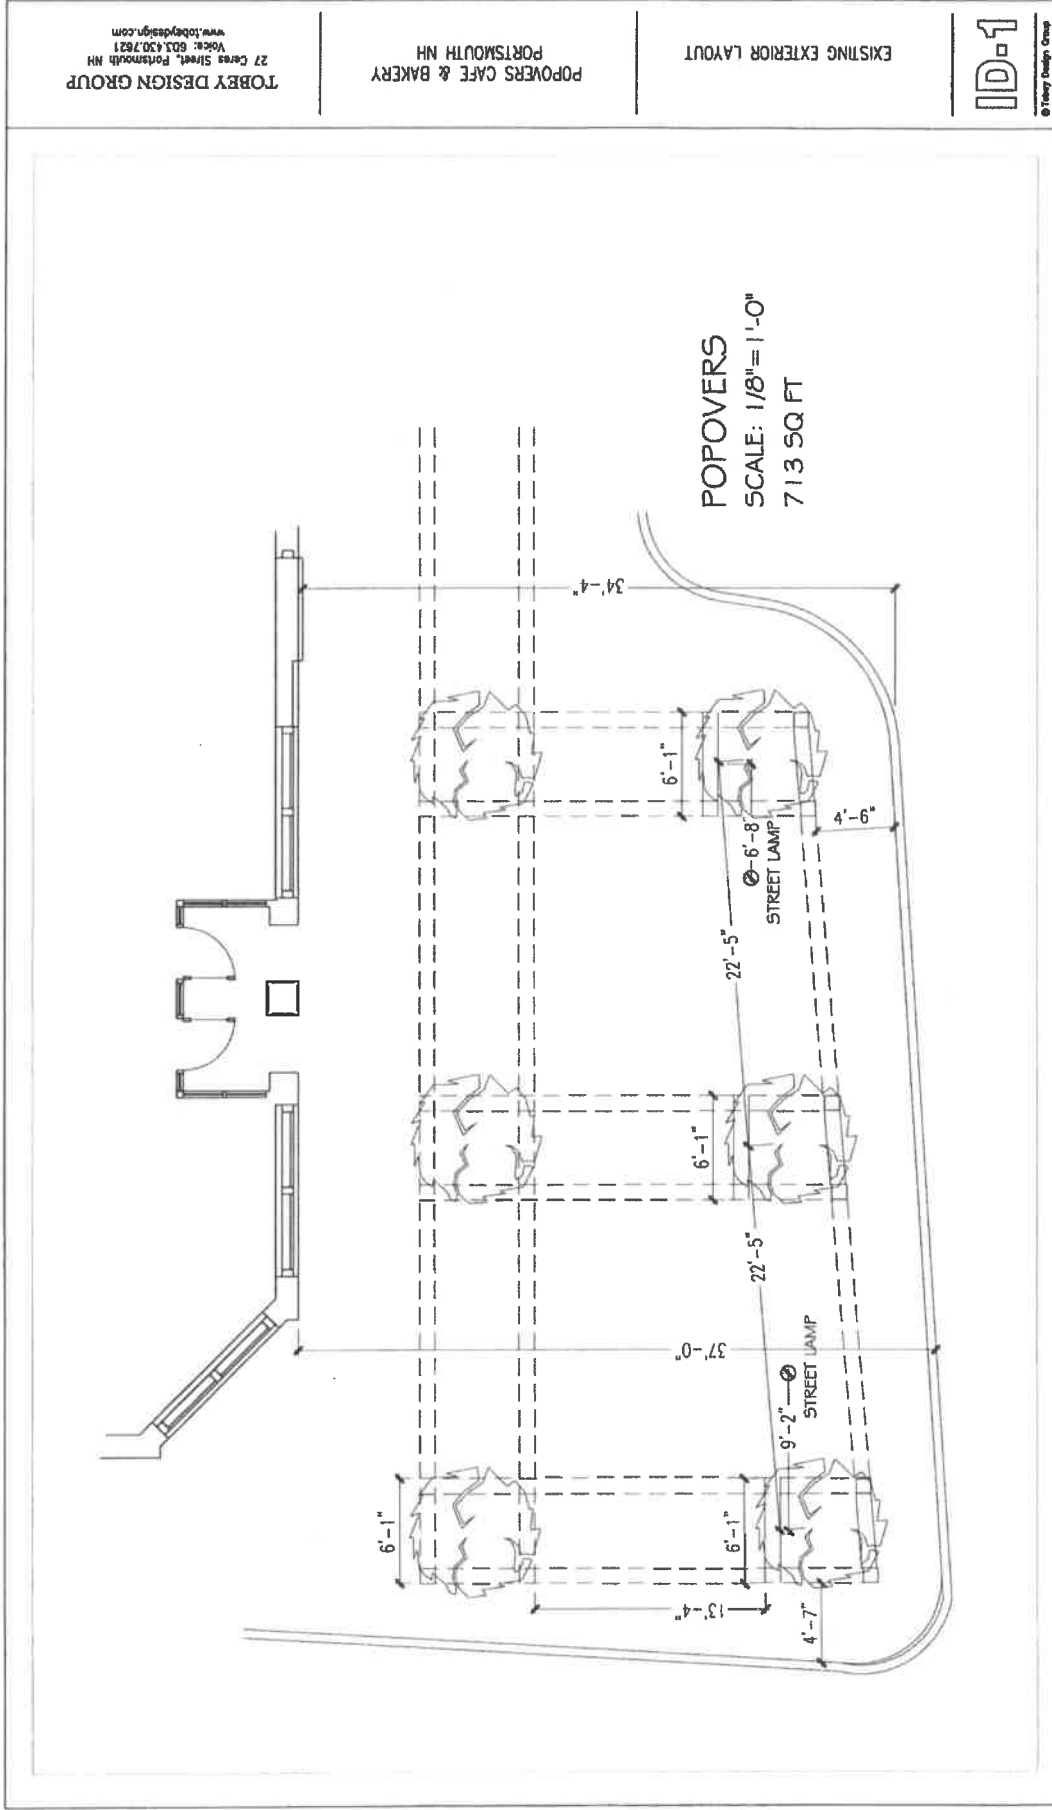 TOBEY DESIGN GROUP
27 Ceres Street, Portsmouth NH
Voice: 603.430.7621
www.tobeydesign.com
POPOVERS CAFE & BAKERY
PORTSMOUTH NH
EXISTING EXTERIOR LAYOUT
ID-1
© Tobey Design Group
POPOVERS
SCALE: 1/8"=1'-0"
713 SQ FT
34'-4"
6'-1"
4'-6"
6'-8"
STREET LAMP
22'-5"
6'-1"
22'-5"
37'-0"
9'-2"
STREET LAMP
6'-1"
6'-1"
13'-4"
4'-7"